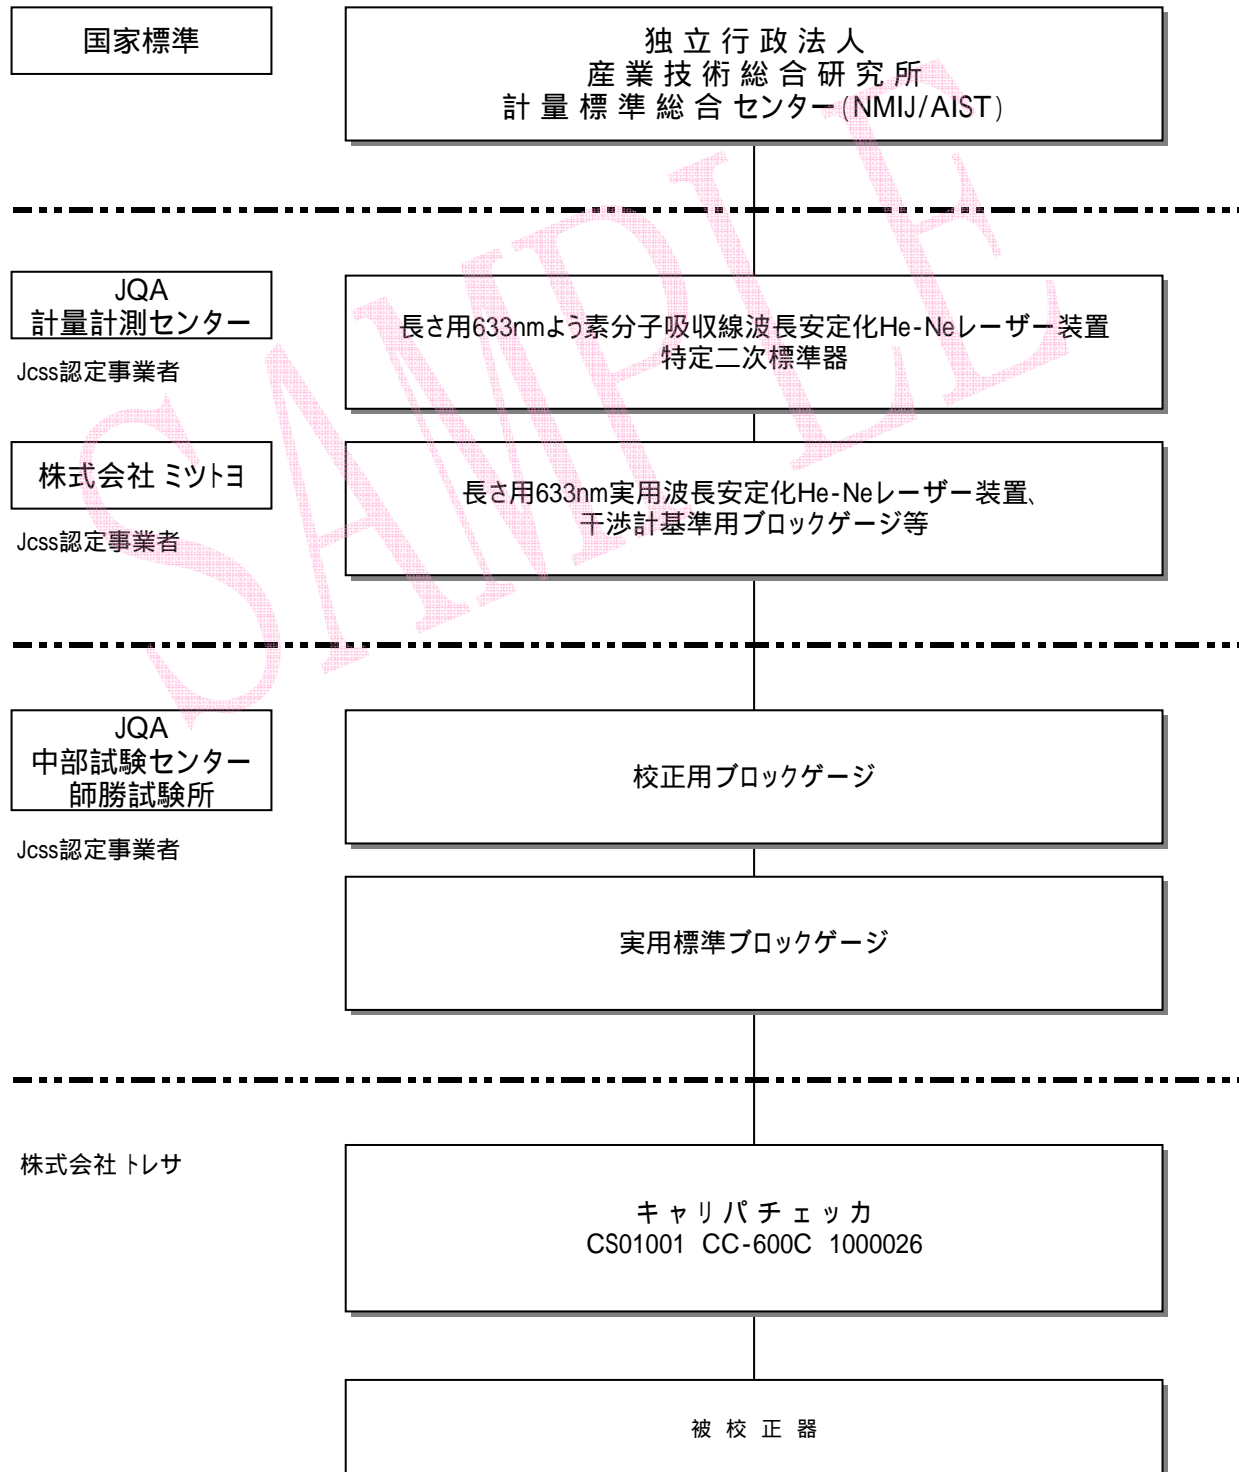 国家標準
独立行政法人
産業技術総合研究所
計量標準総合センター(NMIJ/AIST)
JQA
計量計測センター
Jcss認定事業者
長さ用633nmよう素分子吸収線波長安定化He-Neレーザー装置
特定二次標準器
株式会社 ミツトヨ
Jcss認定事業者
長さ用633nm実用波長安定化He-Neレーザー装置、
干渉計基準用ブロックゲージ等
JQA
中部試験センター
師勝試験所
Jcss認定事業者
校正用ブロックゲージ
実用標準ブロックゲージ
株式会社 トレサ
キャリパチェッカ
CS01001 CC-600C 1000026
被校正器
SAMPLE